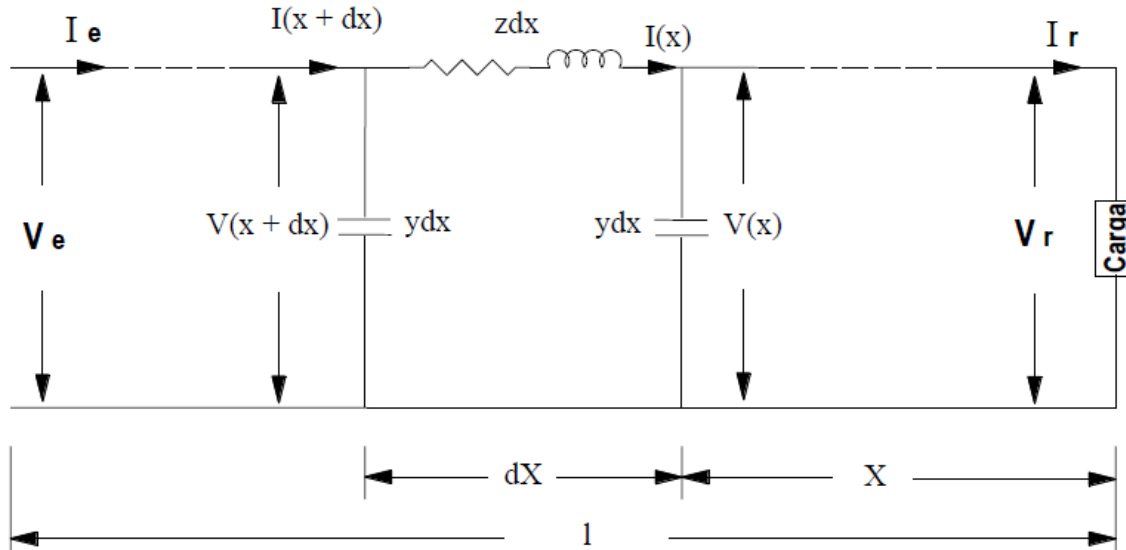 I e
I(x + dx)
zdx
I(x)
I r
V e
V(x + dx)
ydx
ydx
V(x)
V r
Carga
dX
X
l